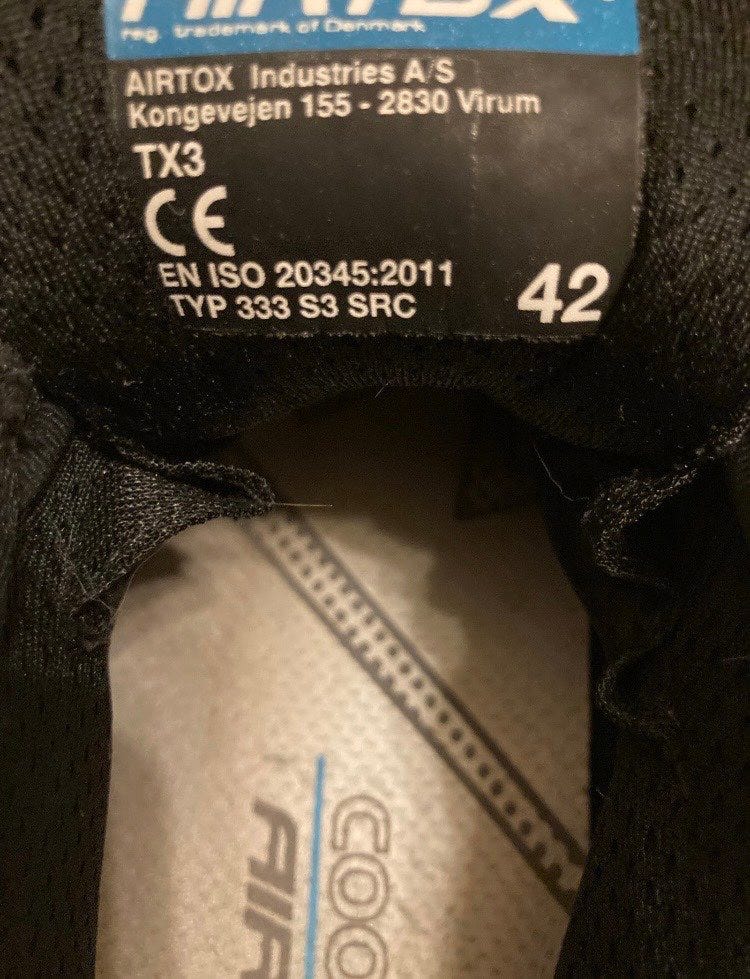 AIRTOX
reg. trademark of Denmark
AIRTOX Industries A/S
Kongevejen 155 - 2830 Virum
TX3
CE
EN ISO 20345:2011
TYP 333 S3 SRC
42